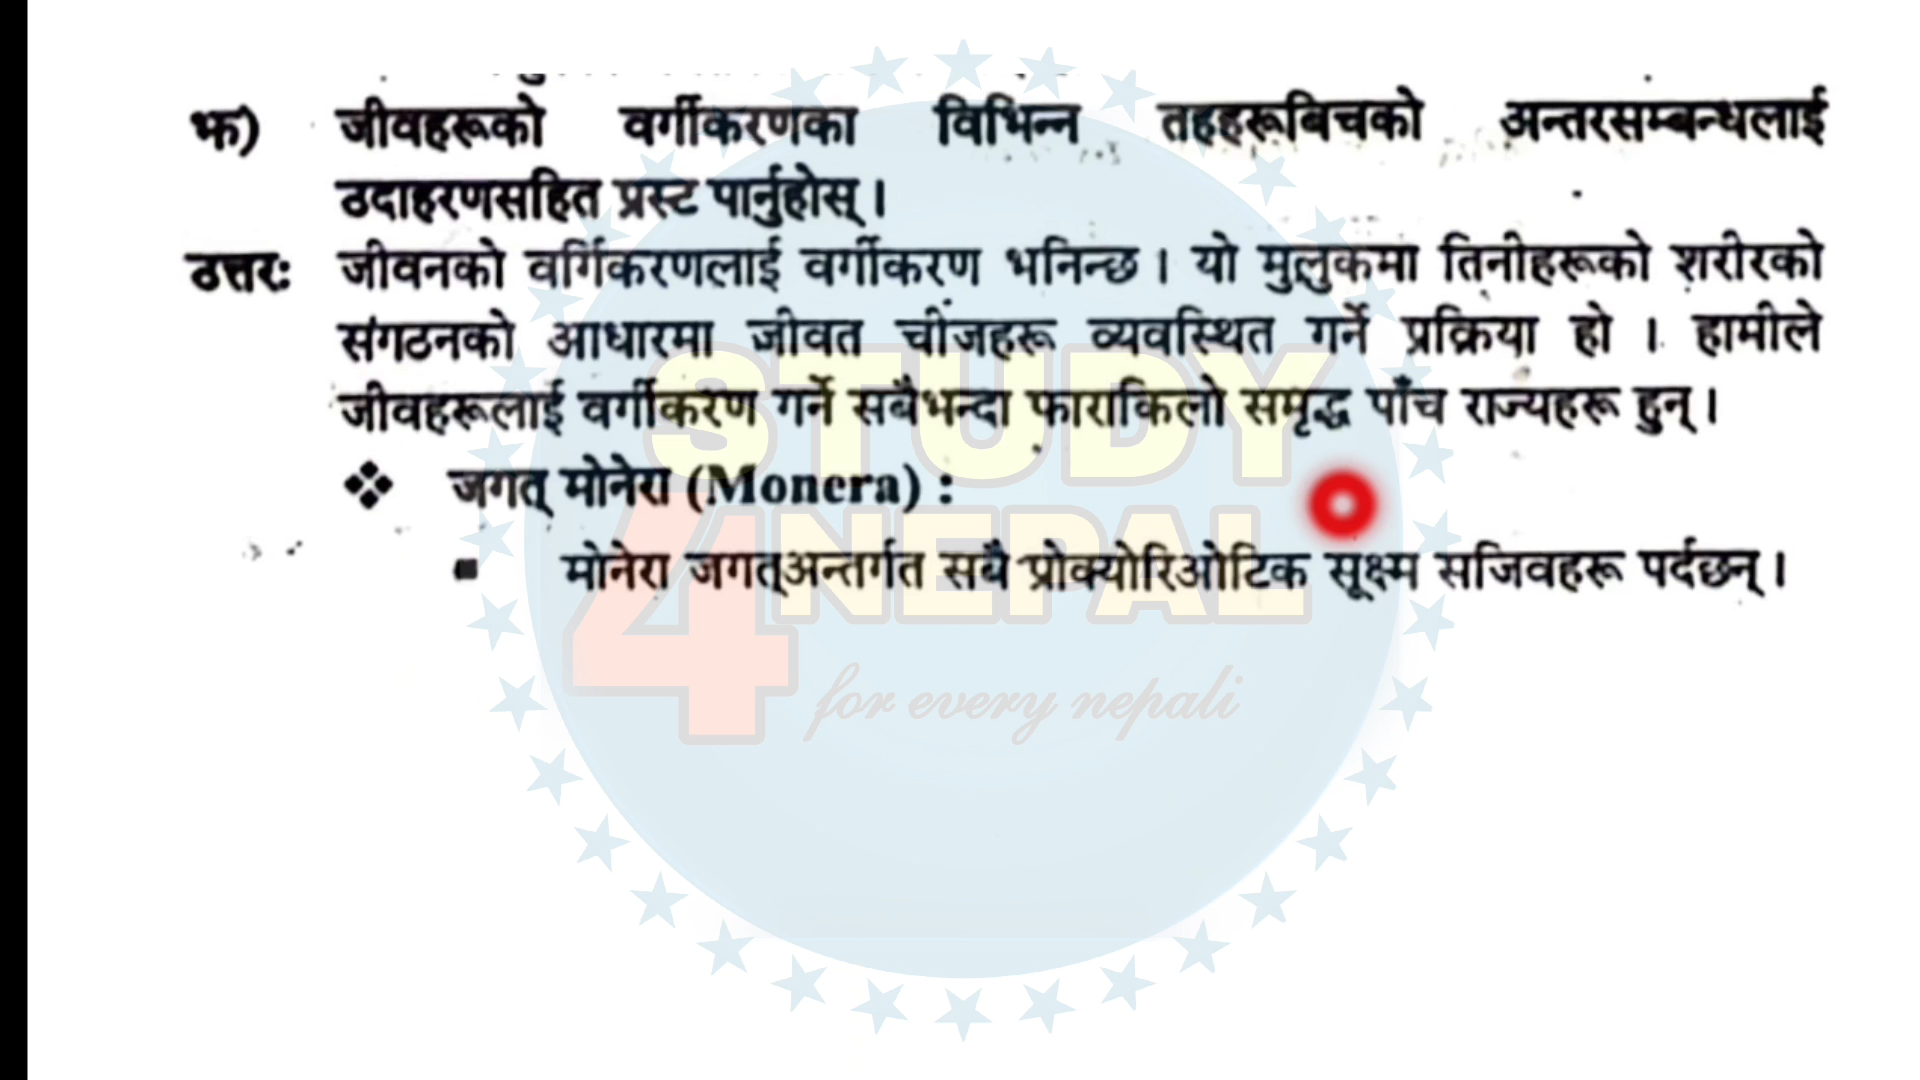 झ) जीवहरूको वर्गीकरणका विभिन्न तहहरूबिचको अन्तरसम्बन्धलाई
उदाहरणसहित प्रस्ट पार्नुहोस् ।
उत्तरः जीवनको वर्गिकरणलाई वर्गीकरण भनिन्छ । यो मुलुकमा तिनीहरूको शरीरको
संगठनको आधारमा जीवत चीजहरू व्यवस्थित गर्ने प्रक्रिया हो । हामीले
जीवहरूलाई वर्गीकरण गर्ने सबैभन्दा फाराकिलो समृद्ध पाँच राज्यहरू हुन् ।
❖ जगत् मोनेरा (Monera) :
▪ मोनेरा जगत्अन्तर्गत सबै प्रोक्योरिओटिक सूक्ष्म सजिवहरू पर्दछन् ।
STUDY
4 NEPAL
for every nepali